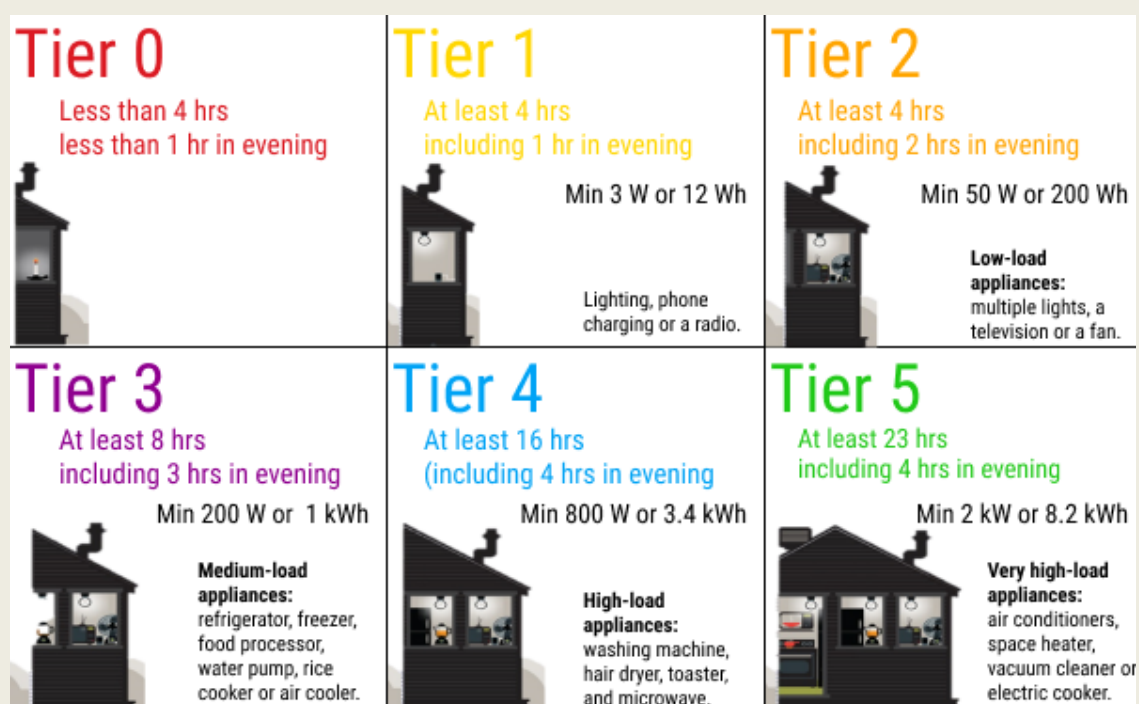 Tier 0
Less than 4 hrs
less than 1 hr in evening
Tier 1
At least 4 hrs
including 1 hr in evening
Min 3 W or 12 Wh
Lighting, phone
charging or a radio.
Tier 2
At least 4 hrs
including 2 hrs in evening
Min 50 W or 200 Wh
Low-load
appliances:
multiple lights, a
television or a fan.
Tier 3
At least 8 hrs
including 3 hrs in evening
Min 200 W or 1 kWh
Medium-load
appliances:
refrigerator, freezer,
food processor,
water pump, rice
cooker or air cooler.
Tier 4
At least 16 hrs
(including 4 hrs in evening
Min 800 W or 3.4 kWh
High-load
appliances:
washing machine,
hair dryer, toaster,
and microwave.
Tier 5
At least 23 hrs
including 4 hrs in evening
Min 2 kW or 8.2 kWh
Very high-load
appliances:
air conditioners,
space heater,
vacuum cleaner or
electric cooker.